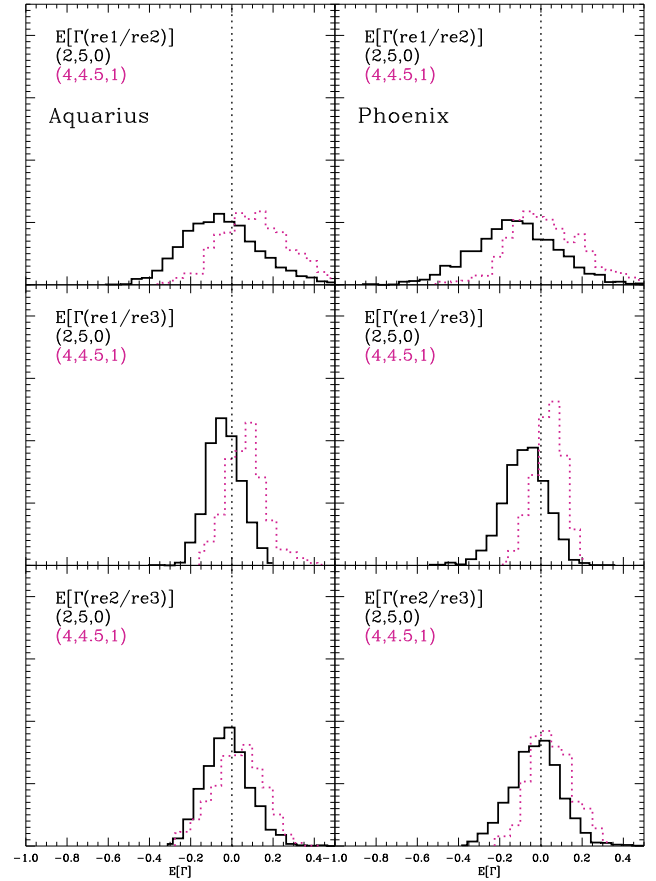 E[Γ(re1/re2)]
(2,5,0)
(4,4.5,1)
Aquarius
E[Γ(re1/re2)]
(2,5,0)
(4,4.5,1)
Phoenix
E[Γ(re1/re3)]
(2,5,0)
(4,4.5,1)
E[Γ(re1/re3)]
(2,5,0)
(4,4.5,1)
E[Γ(re2/re3)]
(2,5,0)
(4,4.5,1)
E[Γ(re2/re3)]
(2,5,0)
(4,4.5,1)
-1.0 -0.8 -0.6 -0.4 -0.2 0.0 0.2 0.4 -1.0 -0.8 -0.6 -0.4 -0.2 0.0 0.2 0.4
E[Γ] E[Γ]